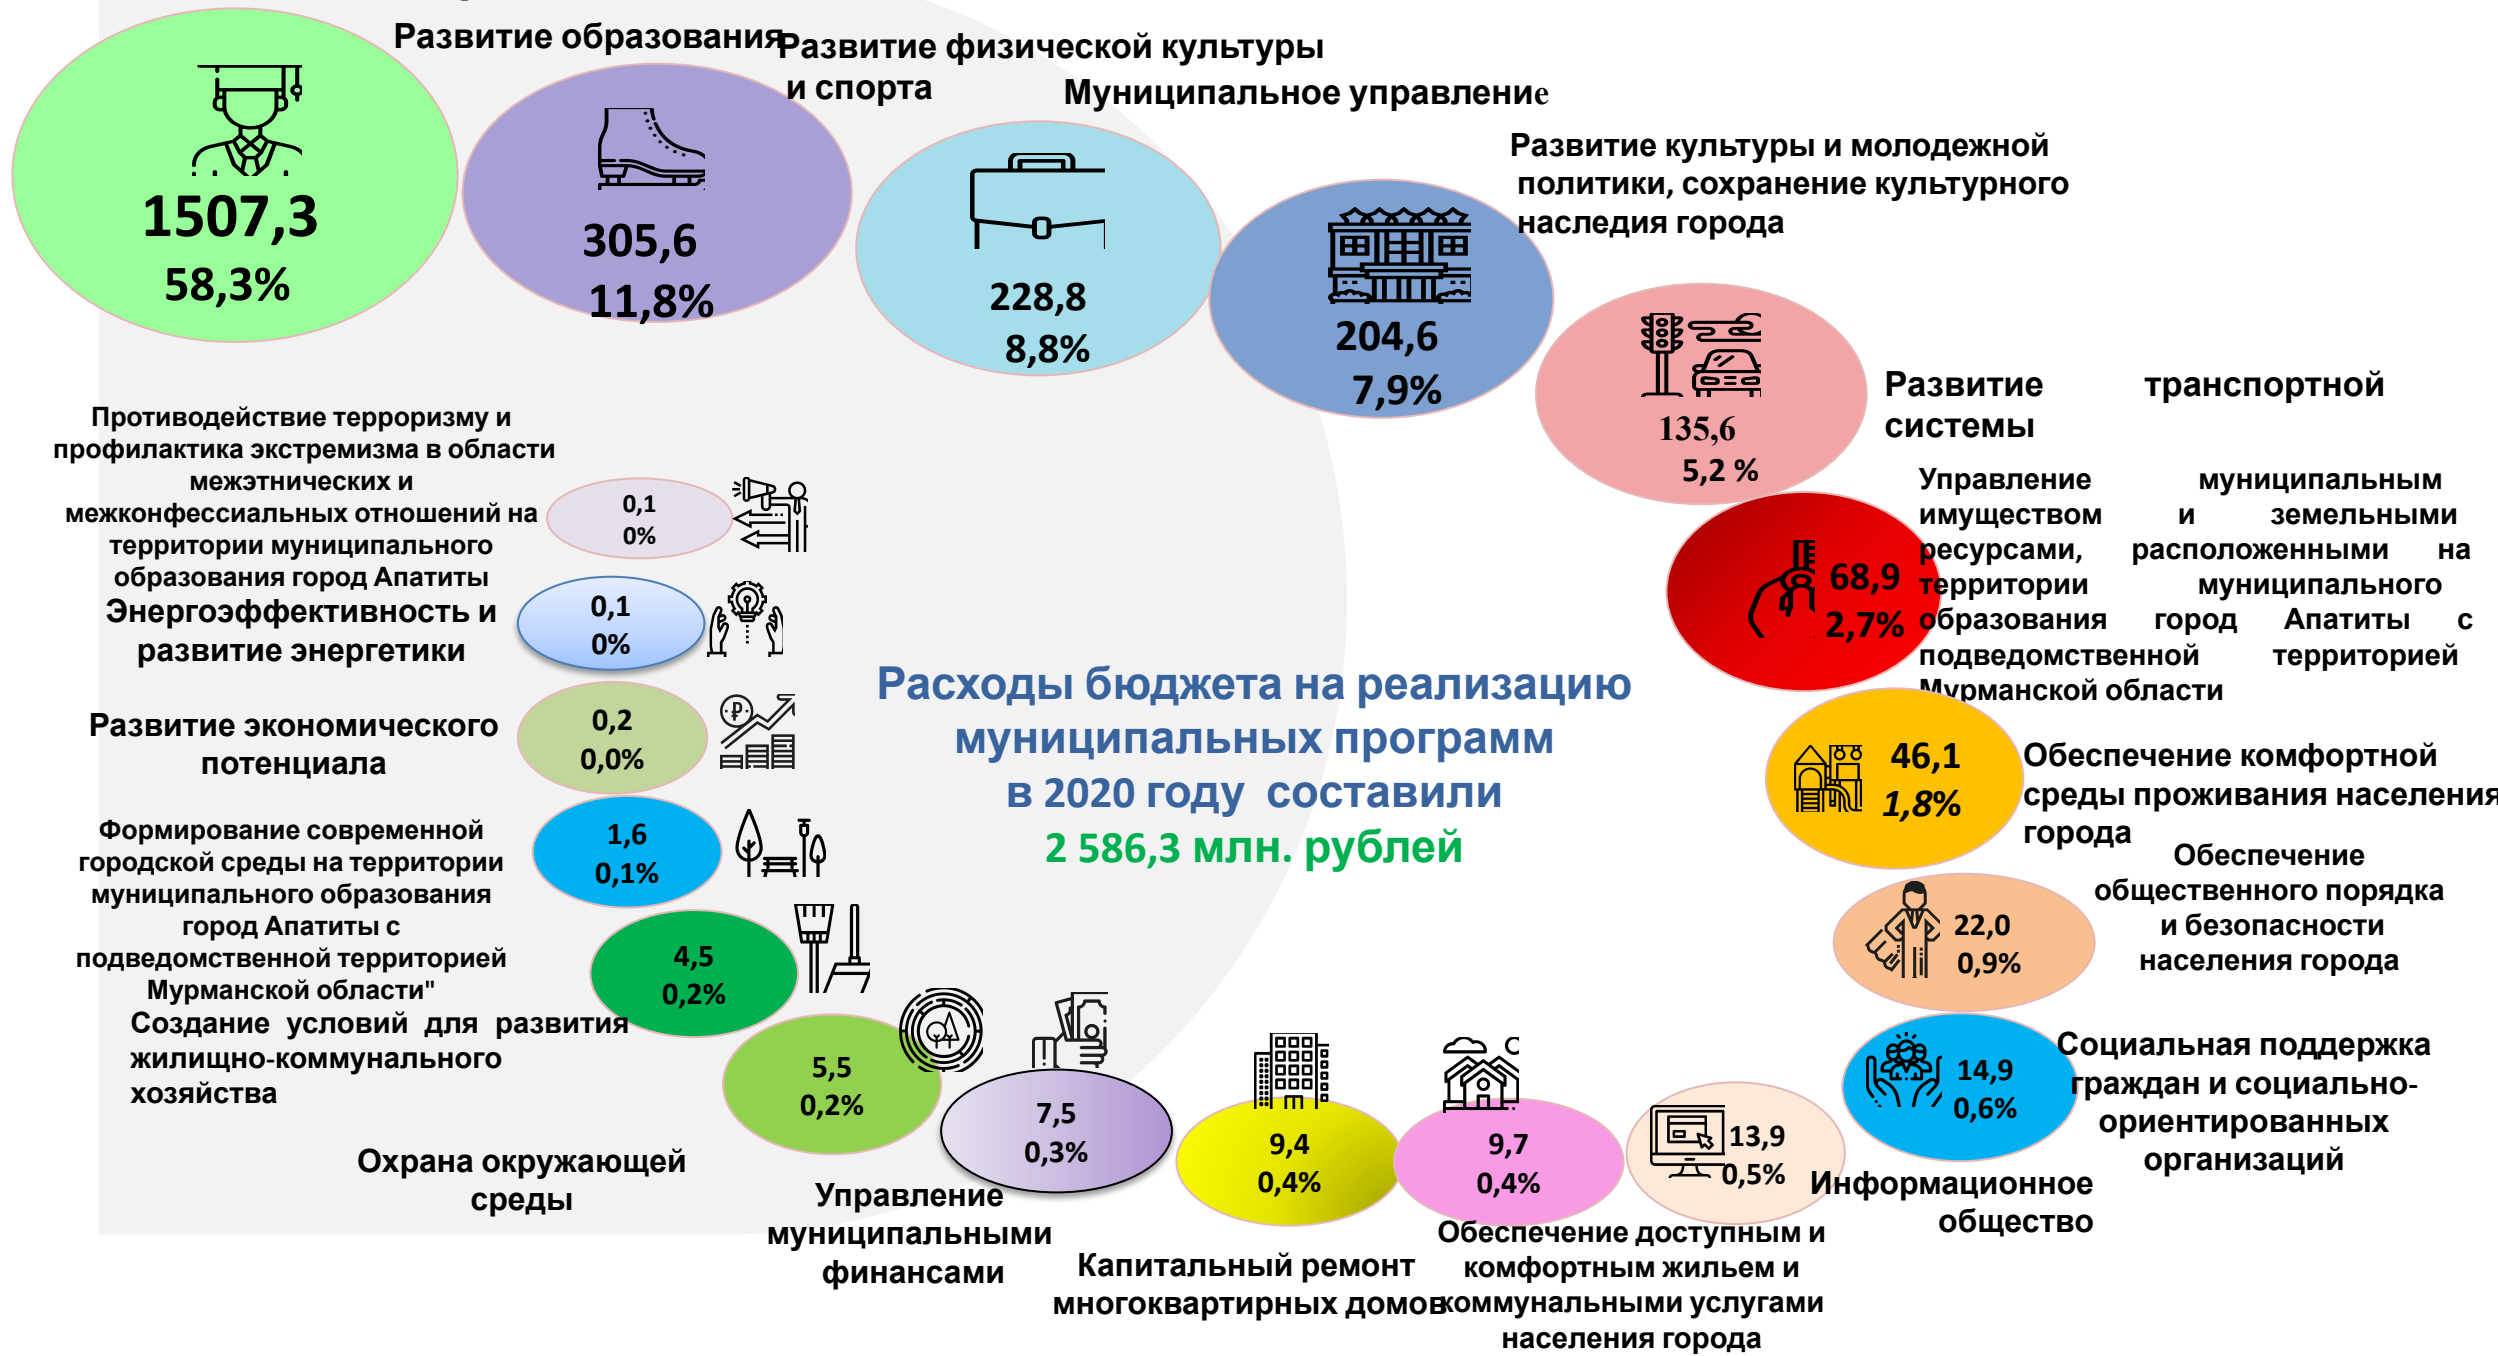 Развитие образования
1507,3
58,3%
Развитие физической культуры
и спорта
305,6
11,8%
Муниципальное управление
228,8
8,8%
Развитие культуры и молодежной
политики, сохранение культурного
наследия города
204,6
7,9%
Развитие транспортной
системы
135,6
5,2 %
Управление муниципальным
имуществом и земельными
ресурсами, расположенными на
территории муниципального
образования город Апатиты с
подведомственной территорией
Мурманской области
68,9
2,7%
Обеспечение комфортной
среды проживания населения
города
46,1
1,8%
Обеспечение
общественного порядка
и безопасности
населения города
22,0
0,9%
Социальная поддержка
граждан и социально-
ориентированных
организаций
14,9
0,6%
Информационное
общество
13,9
0,5%
Обеспечение доступным и
комфортным жильем и
коммунальными услугами
населения города
9,7
0,4%
Капитальный ремонт
многоквартирных домов
9,4
0,4%
Управление
муниципальными
финансами
7,5
0,3%
Охрана окружающей
среды
5,5
0,2%
Создание условий для развития
жилищно-коммунального
хозяйства
4,5
0,2%
Формирование современной
городской среды на территории
муниципального образования
город Апатиты с
подведомственной территорией
Мурманской области"
1,6
0,1%
Развитие экономического
потенциала
0,2
0,0%
Энергоэффективность и
развитие энергетики
0,1
0%
Противодействие терроризму и
профилактика экстремизма в области
межэтнических и
межконфессиальных отношений на
территории муниципального
образования город Апатиты
0,1
0%
Расходы бюджета на реализацию
муниципальных программ
в 2020 году составили
2 586,3 млн. рублей